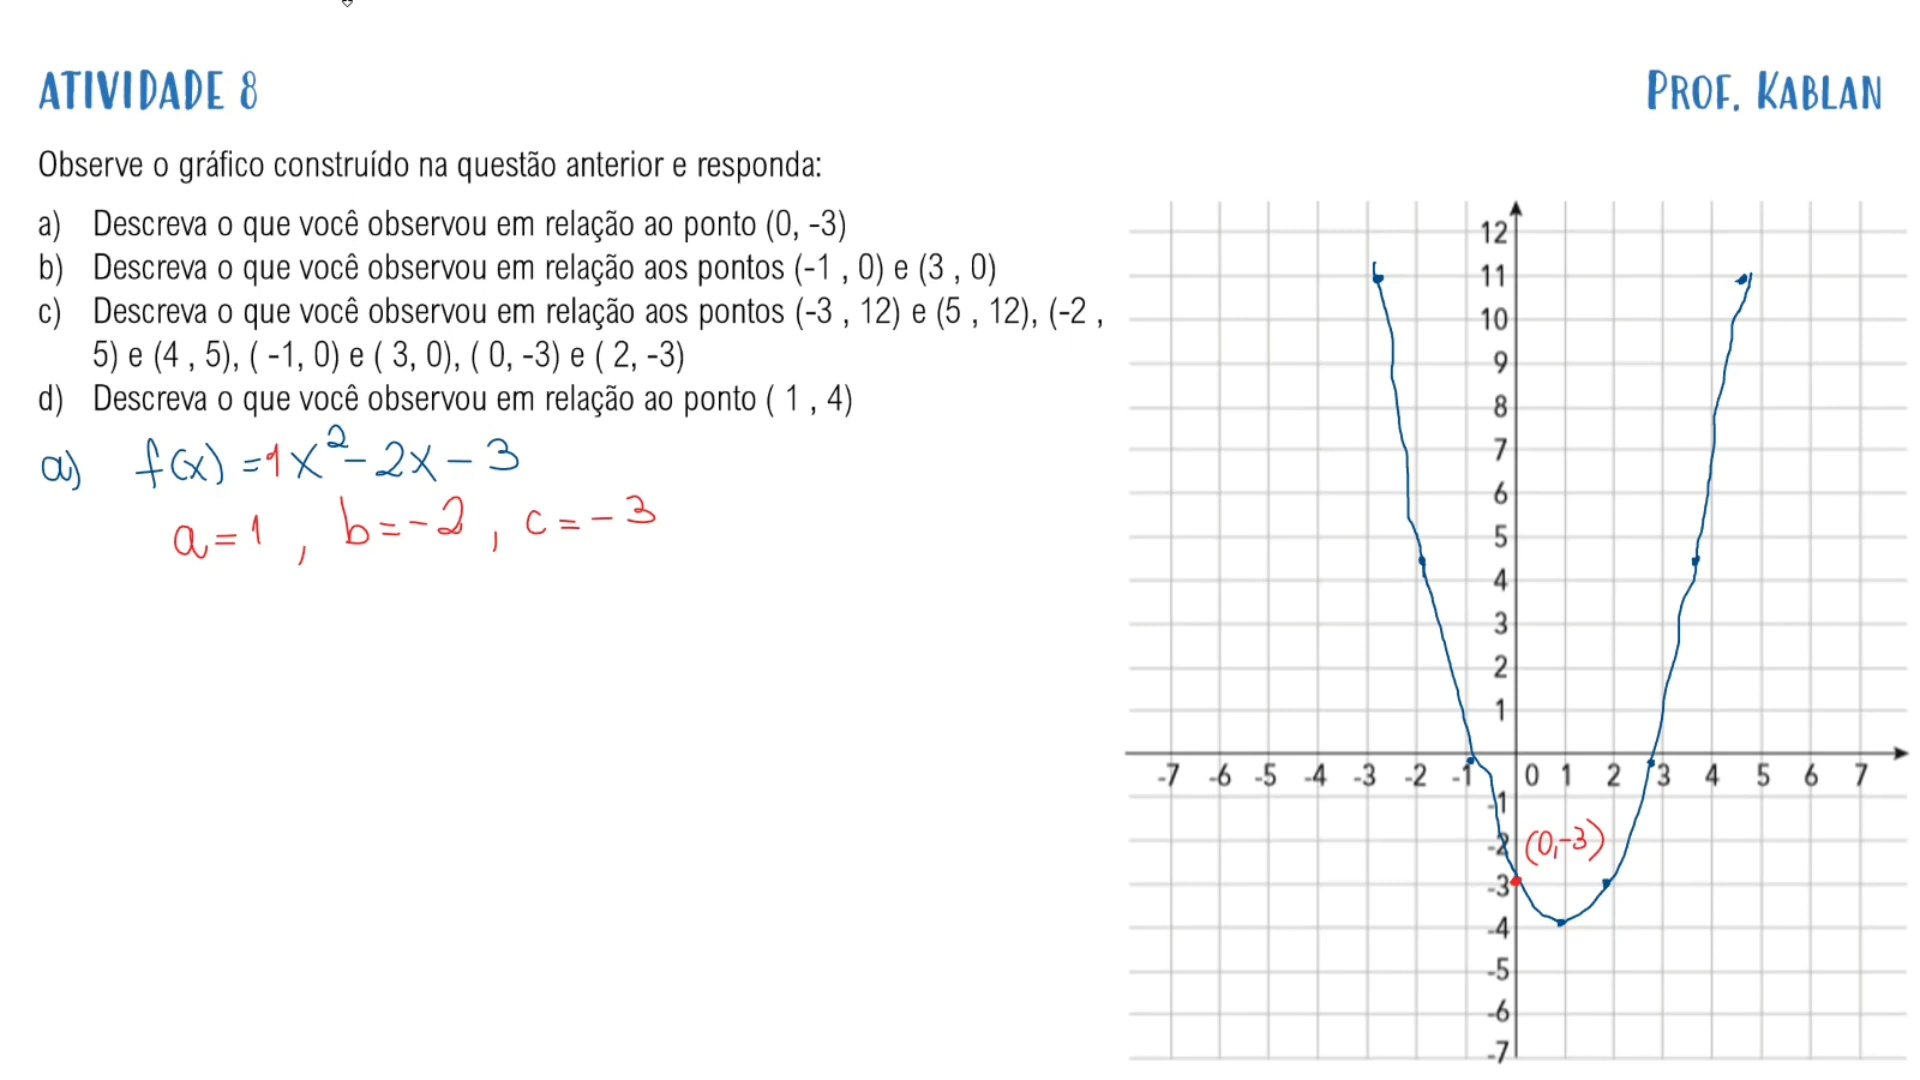 ATIVIDADE 8
PROF. KABLAN
Observe o gráfico construído na questão anterior e responda:
a) Descreva o que você observou em relação ao ponto (0, -3)
b) Descreva o que você observou em relação aos pontos (-1 , 0) e (3 , 0)
c) Descreva o que você observou em relação aos pontos (-3 , 12) e (5 , 12), (-2 ,
5) e (4 , 5), ( -1, 0) e ( 3, 0), ( 0, -3) e ( 2, -3)
d) Descreva o que você observou em relação ao ponto ( 1 , 4)
a) f(x) = 1x² - 2x - 3
a = 1 , b = -2 , c = -3
12
11
10
9
8
7
6
5
4
3
2
1
-7 -6 -5 -4 -3 -2 -1 0 1 2 3 4 5 6 7
-1
-2 (0,-3)
-3
-4
-5
-6
-7